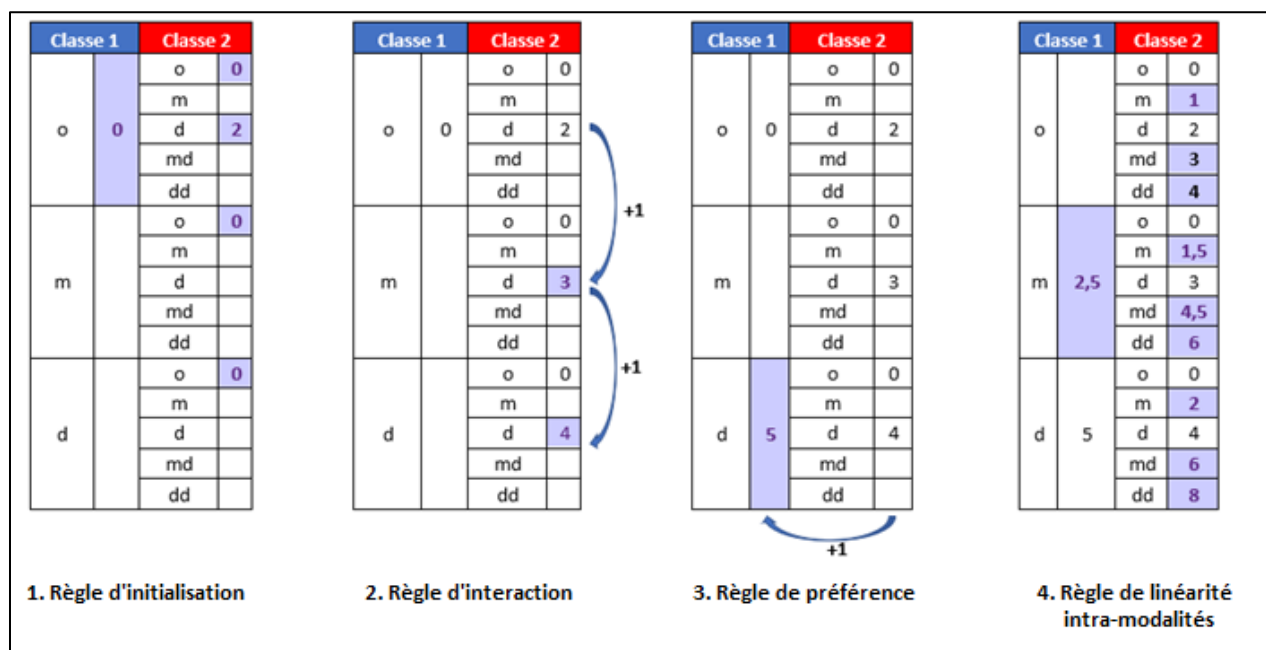 Classe 1 Classe 2
o 0 o 0
m
d 2
md
dd
m o 0
m
d
md
dd
d o 0
m
d
md
dd
1. Règle d'initialisation
Classe 1 Classe 2
o 0 o 0
m
d 2
md
dd
+1
m o 0
m
d 3
md
dd
+1
d o 0
m
d 4
md
dd
2. Règle d'interaction
Classe 1 Classe 2
o 0 o 0
m
d 2
md
dd
m o 0
m
d 3
md
dd
d 5 o 0
m
d 4
md
dd
+1
3. Règle de préférence
Classe 1 Classe 2
o o 0
m 1
d 2
md 3
dd 4
m 2,5 o 0
m 1,5
d 3
md 4,5
dd 6
d 5 o 0
m 2
d 4
md 6
dd 8
4. Règle de linéarité
intra-modalités